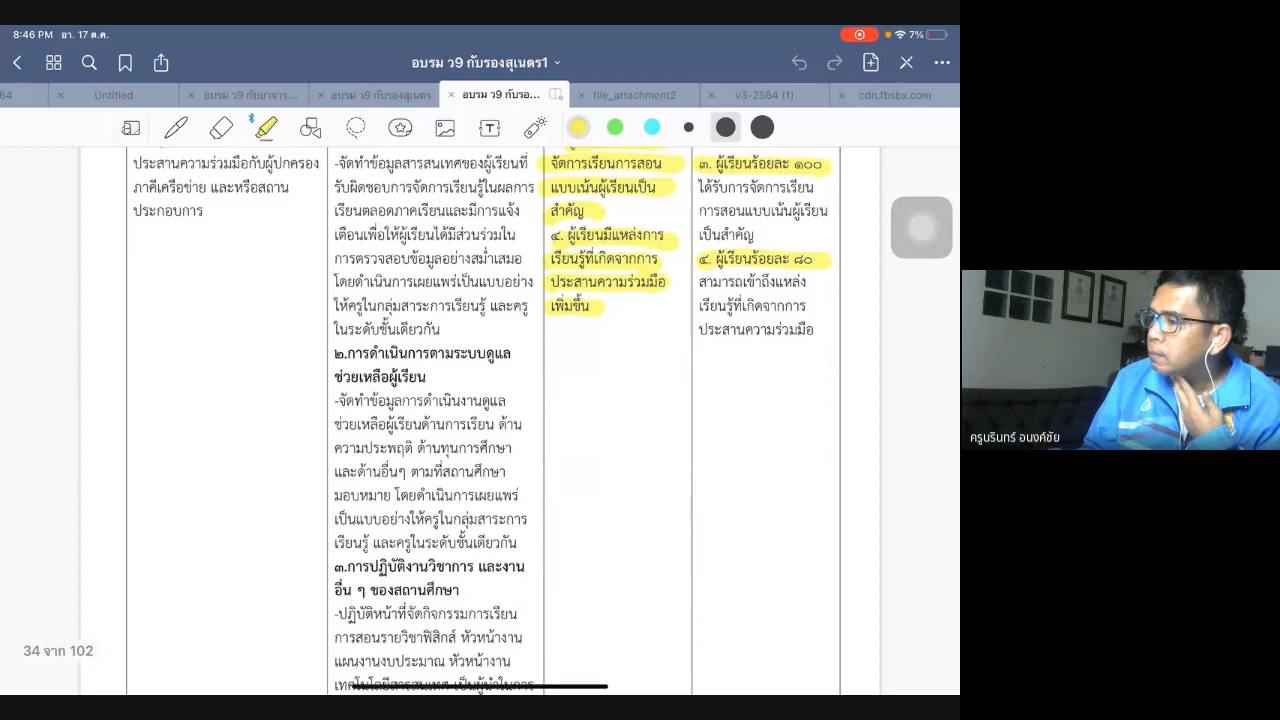 8:46 PM อา. 17 ต.ค.
7%
อบรม ว9 กับรองสุเนตร1
64
Untitled
อบรม ว9 กับอาจาร...
อบรม ว9 กับรองสุเนตร
อบรม ว9 กับรอ...
file_attachment2
v3-2564 (1)
cdn.fbsbx.com
ประสานความร่วมมือกับผู้ปกครอง
ภาคีเครือข่าย และหรือสถาน
ประกอบการ
-จัดทำข้อมูลสารสนเทศของผู้เรียนที่
รับผิดชอบการจัดการเรียนรู้ในผลการ
เรียนตลอดภาคเรียนและมีการแจ้ง
เตือนเพื่อให้ผู้เรียนได้มีส่วนร่วมใน
การตรวจสอบข้อมูลอย่างสม่ำเสมอ
โดยดำเนินการเผยแพร่เป็นแบบอย่าง
ให้ครูในกลุ่มสาระการเรียนรู้ และครู
ในระดับชั้นเดียวกัน
๒.การดำเนินการตามระบบดูแล
ช่วยเหลือผู้เรียน
-จัดทำข้อมูลการดำเนินงานดูแล
ช่วยเหลือผู้เรียนด้านการเรียน ด้าน
ความประพฤติ ด้านทุนการศึกษา
และด้านอื่นๆ ตามที่สถานศึกษา
มอบหมาย โดยดำเนินการเผยแพร่
เป็นแบบอย่างให้ครูในกลุ่มสาระการ
เรียนรู้ และครูในระดับชั้นเดียวกัน
๓.การปฏิบัติงานวิชาการ และงาน
อื่น ๆ ของสถานศึกษา
-ปฏิบัติหน้าที่จัดกิจกรรมการเรียน
การสอนรายวิชาฟิสิกส์ หัวหน้างาน
แผนงานงบประมาณ หัวหน้างาน
เทคโนโลยีสารสนเทศ เป็นผู้นำในการ
จัดการเรียนการสอน
แบบเน้นผู้เรียนเป็น
สำคัญ
๔. ผู้เรียนมีแหล่งการ
เรียนรู้ที่เกิดจากการ
ประสานความร่วมมือ
เพิ่มขึ้น
๓. ผู้เรียนร้อยละ ๑๐๐
ได้รับการจัดการเรียน
การสอนแบบเน้นผู้เรียน
เป็นสำคัญ
๔. ผู้เรียนร้อยละ ๘๐
สามารถเข้าถึงแหล่ง
เรียนรู้ที่เกิดจากการ
ประสานความร่วมมือ
34 จาก 102
ครูนรินทร์ อนงค์ชัย